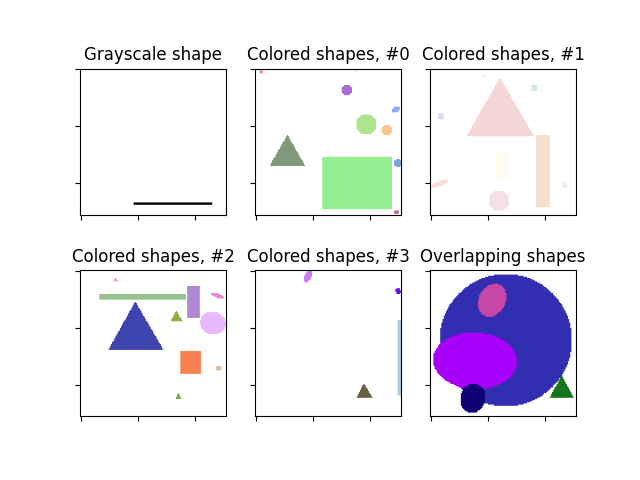 Grayscale shape
Colored shapes, #0
Colored shapes, #1
Colored shapes, #2
Colored shapes, #3
Overlapping shapes